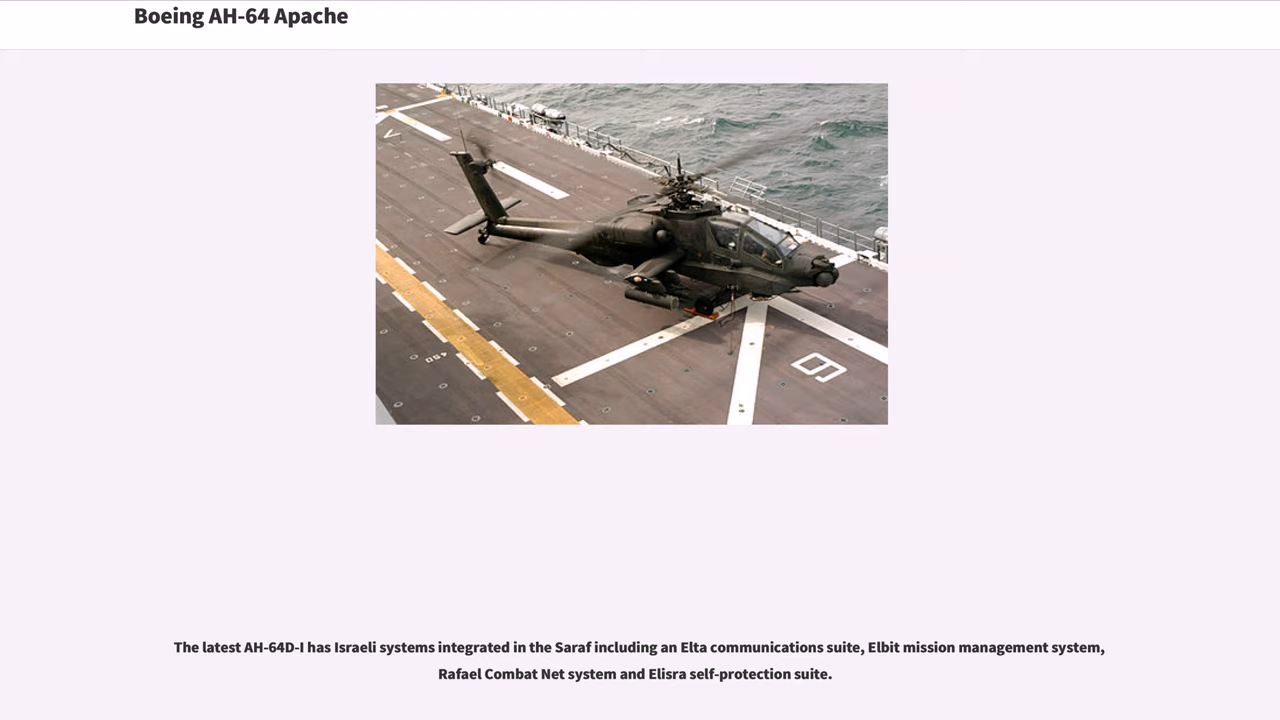 Boeing AH-64 Apache
6
The latest AH-64D-I has Israeli systems integrated in the Saraf including an Elta communications suite, Elbit mission management system,
Rafael Combat Net system and Elisra self-protection suite.